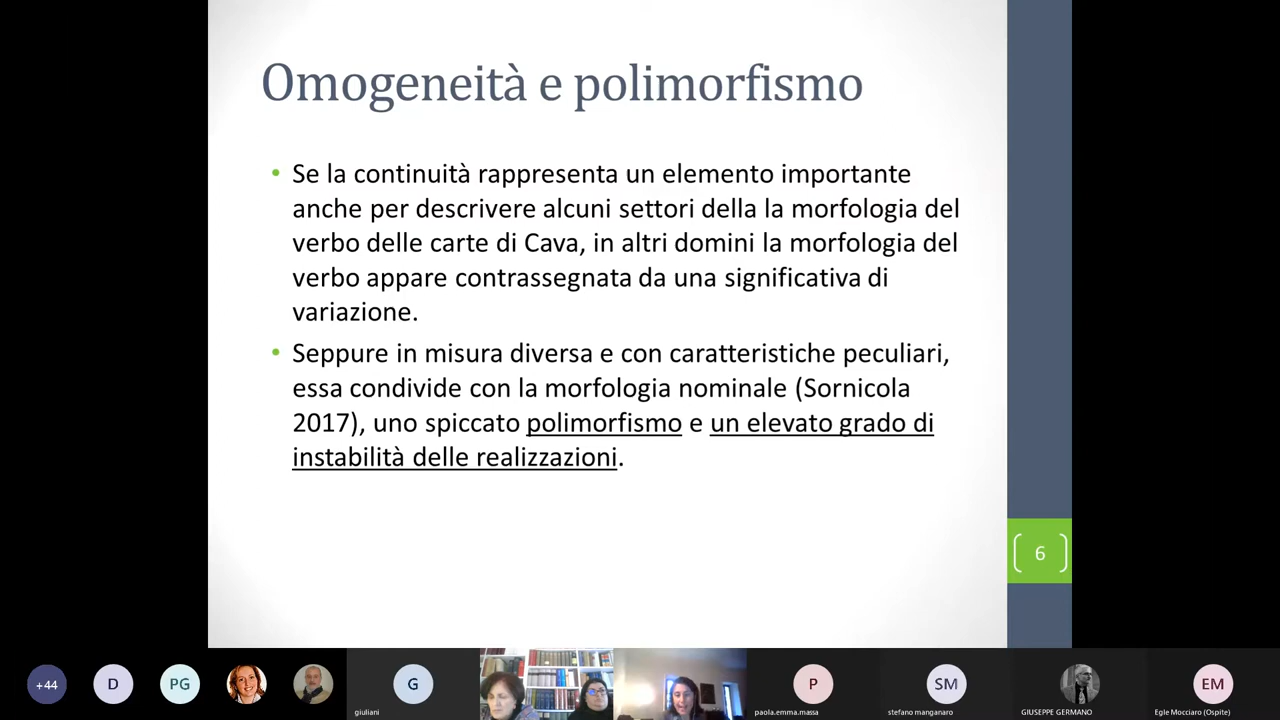 Omogeneità e polimorfismo
• Se la continuità rappresenta un elemento importante
anche per descrivere alcuni settori della la morfologia del
verbo delle carte di Cava, in altri domini la morfologia del
verbo appare contrassegnata da una significativa di
variazione.
• Seppure in misura diversa e con caratteristiche peculiari,
essa condivide con la morfologia nominale (Sornicola
2017), uno spiccato polimorfismo e un elevato grado di
instabilità delle realizzazioni.
6
+44
D
PG
G
giuliani
P
paola.emma.massa
SM
stefano manganaro
GIUSEPPE GERMANO
EM
Egle Mocciaro (Ospite)